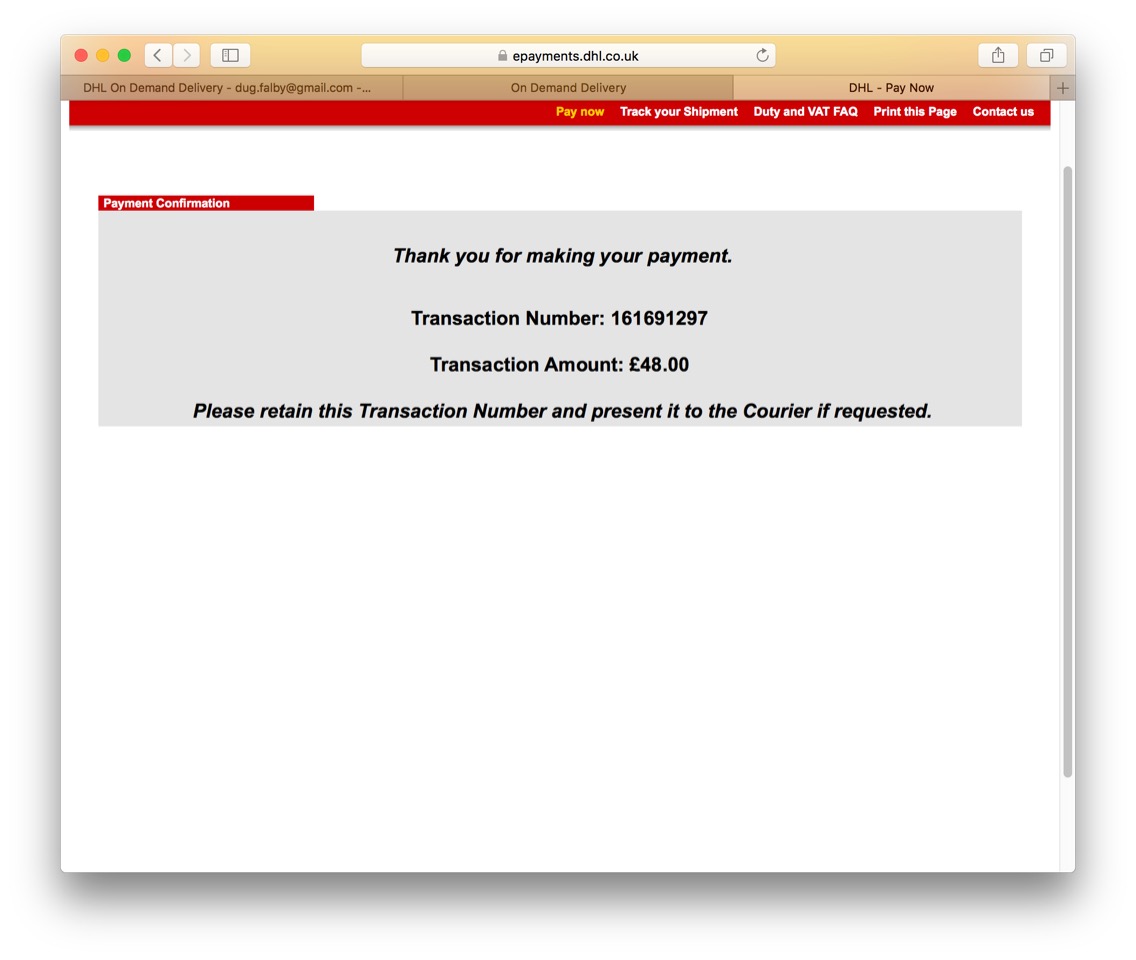 epayments.dhl.co.uk
DHL On Demand Delivery - dug.falby@gmail.com -...
On Demand Delivery
DHL - Pay Now
Pay now Track your Shipment Duty and VAT FAQ Print this Page Contact us
Payment Confirmation
Thank you for making your payment.
Transaction Number: 161691297
Transaction Amount: £48.00
Please retain this Transaction Number and present it to the Courier if requested.